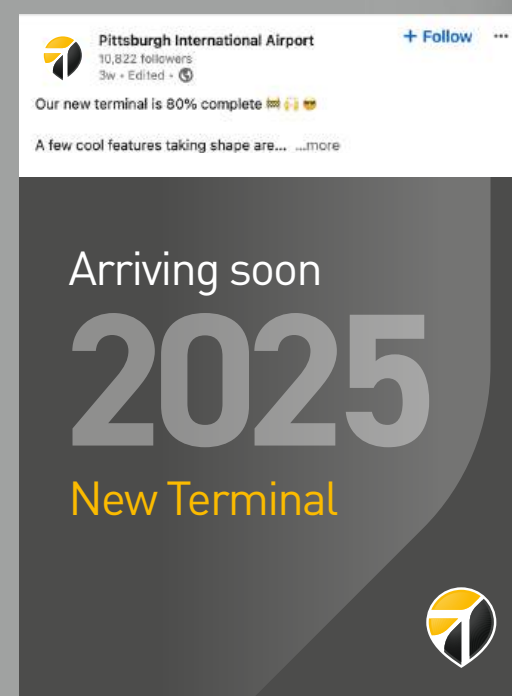 Pittsburgh International Airport
+ Follow ...
10,822 followers
3w • Edited •
Our new terminal is 80% complete
A few cool features taking shape are... ...more
Arriving soon
2025
New Terminal